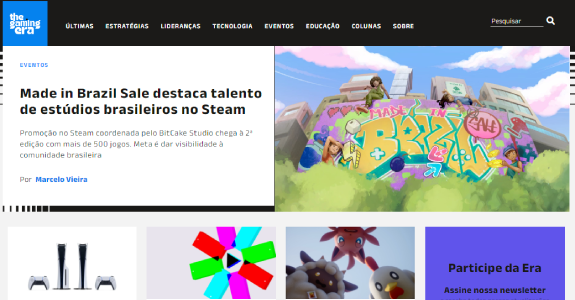 the
gaming
era
ÚLTIMAS ESTRATÉGIAS LIDERANÇAS TECNOLOGIA EVENTOS EDUCAÇÃO COLUNAS SOBRE
Pesquisar
EVENTOS
Made in Brazil Sale destaca talento
de estúdios brasileiros no Steam
Promoção no Steam coordenada pelo BitCake Studio chega à 2ª
edição com mais de 500 jogos. Meta é dar visibilidade à
comunidade brasileira
Por Marcelo Vieira
MADE IN
BRAZIL
SALE
Participe da Era
Assine nossa newsletter